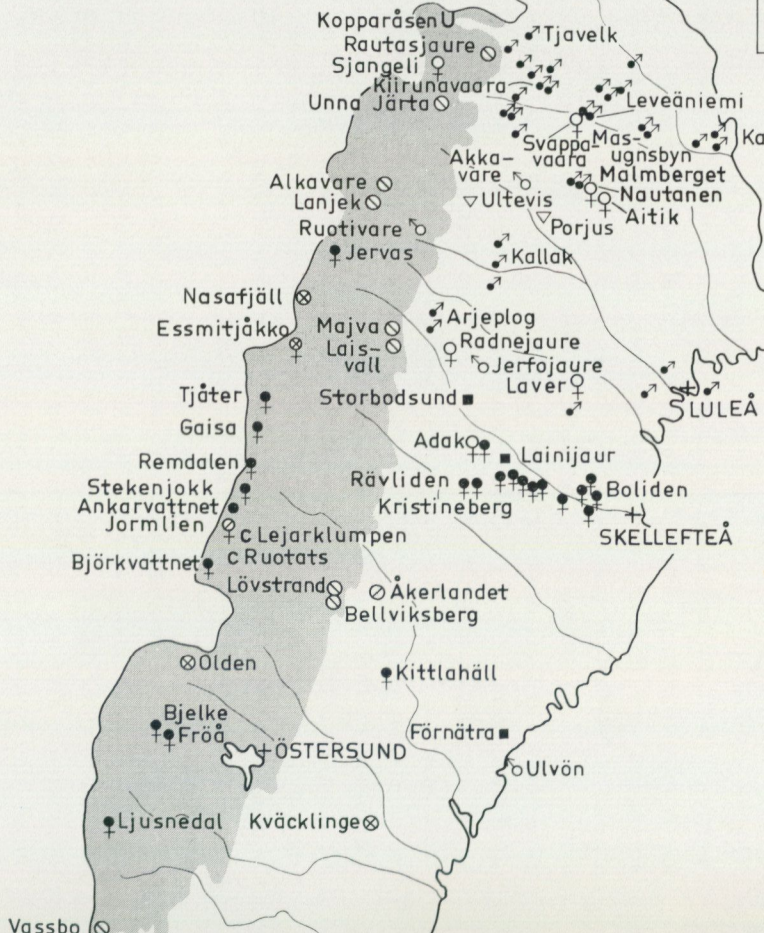 Kopparåsen U
Tjavelk
Rautasjaure
Sjangeli
Kiirunavaara
Unna Järta
Leveäniemi
Svappa-
vaara
Mas-
ugnsbyn
Akka-
vare
Malmberget
Alkavare
Lanjek
Ultevis
Nautanen
Aitik
Ruotivare
Porjus
Jervas
Kallak
Nasafjäll
Essmitjåkko
Majva
Arjeplog
Lais-
vall
Radnejaure
Jerfojaure
Laver
Tjåter
Storbodsund
LULEÅ
Gaisa
Adak
Lainijaur
Remdalen
Rävliden
Stekenjokk
Boliden
Ankarvattnet
Kristineberg
Jormlien
C Lejarklumpen
SKELLEFTEÅ
C Ruotats
Björkvattnet
Lövstrand
Åkerlandet
Bellviksberg
Olden
Kittlahäll
Bjelke
Fröå
Förnätra
ÖSTERSUND
Ulvön
Ljusnedal
Kväcklinge
Vassbo